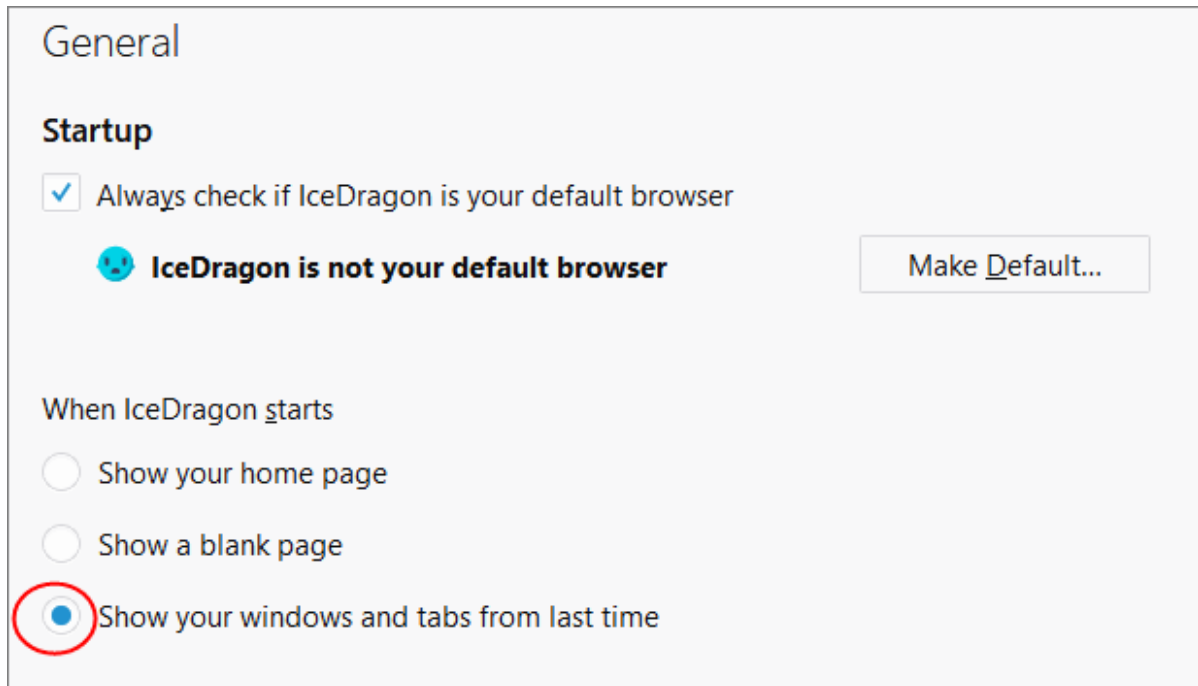 General
Startup
Always check if IceDragon is your default browser
IceDragon is not your default browser
Make Default...
When IceDragon starts
Show your home page
Show a blank page
Show your windows and tabs from last time